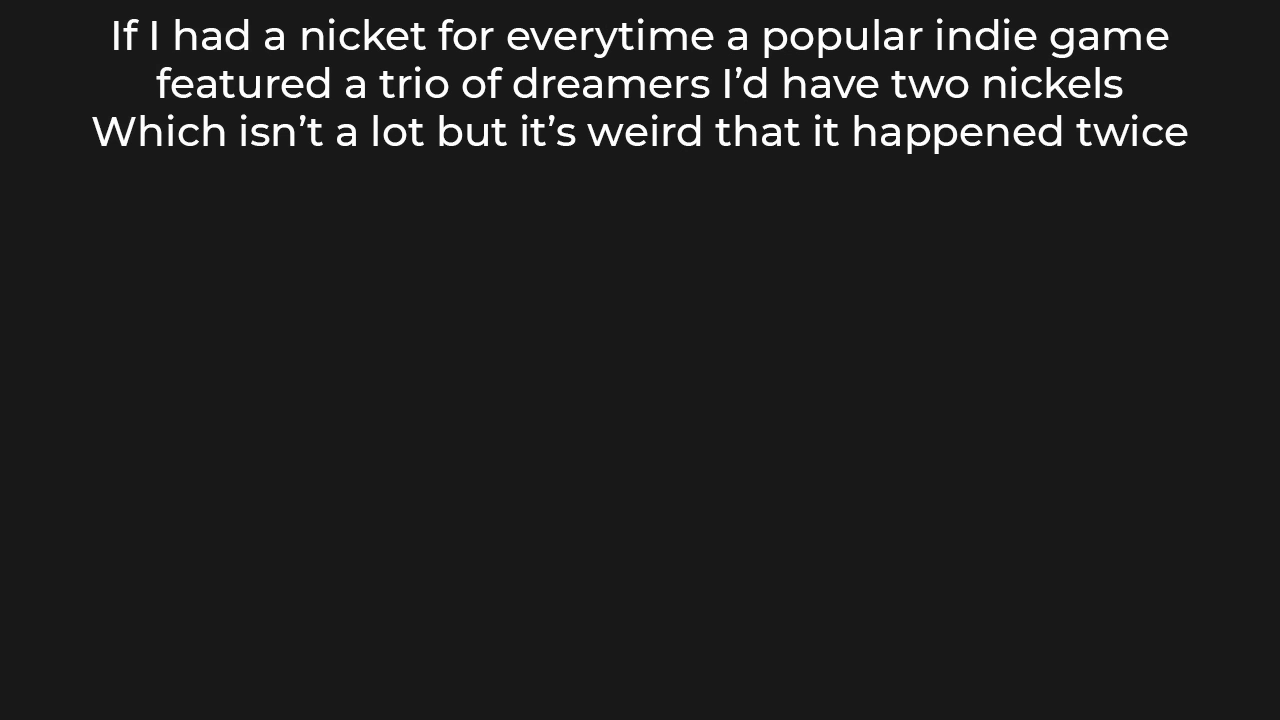 If I had a nicket for everytime a popular indie game
featured a trio of dreamers I’d have two nickels
Which isn’t a lot but it’s weird that it happened twice